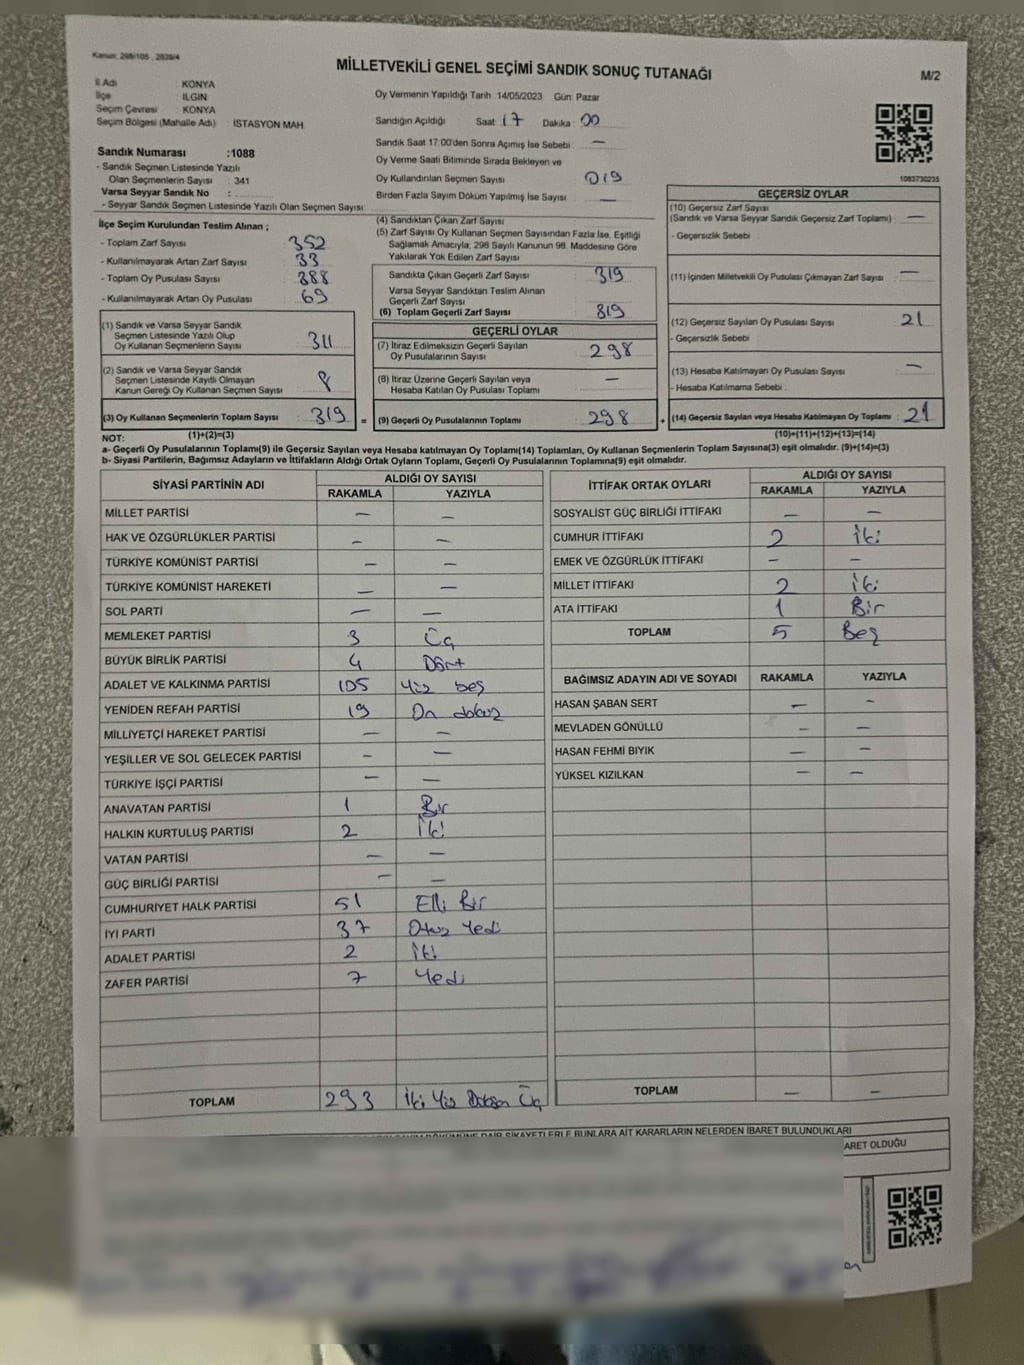 Kanun: 298/105 , 2839/4
MİLLETVEKİLİ GENEL SEÇİMİ SANDIK SONUÇ TUTANAĞI
M/2
İl Adı KONYA
İlçe ILGIN
Seçim Çevresi : KONYA
Seçim Bölgesi (Mahalle Adı) : İSTASYON MAH.
Oy Vermenin Yapıldığı Tarih :14/05/2023 Gün: Pazar
Sandığın Açıldığı Saat : 17 Dakika : 00
Sandık Saat 17:00'den Sonra Açımış İse Sebebi : —
Oy Verme Saati Bitiminde Sırada Bekleyen ve
Oy Kullandırılan Seçmen Sayısı : 019
Birden Fazla Sayım Döküm Yapılmış İse Sayısı : —
1083730235
Sandık Numarası :1088
- Sandık Seçmen Listesinde Yazılı
Olan Seçmenlerin Sayısı : 341
Varsa Seyyar Sandık No :
- Seyyar Sandık Seçmen Listesinde Yazılı Olan Seçmen Sayısı:
İlçe Seçim Kurulundan Teslim Alınan ;
- Toplam Zarf Sayısı : 352
- Kullanılmayarak Artan Zarf Sayısı : 33
- Toplam Oy Pusulası Sayısı : 388
- Kullanılmayarak Artan Oy Pusulası : 69
(1) Sandık ve Varsa Seyyar Sandık
Seçmen Listesinde Yazılı Olup
Oy Kullanan Seçmenlerin Sayısı : 311
(2) Sandık ve Varsa Seyyar Sandık
Seçmen Listesinde Kayıtlı Olmayan
Kanun Gereği Oy Kullanan Seçmen Sayısı : 8
(3) Oy Kullanan Seçmenlerin Toplam Sayısı : 319 =
(1)+(2)=(3)
(4) Sandıktan Çıkan Zarf Sayısı :
(5) Zarf Sayısı Oy Kullanan Seçmen Sayısından Fazla İse, Eşitliği
Sağlamak Amacıyla; 298 Sayılı Kanunun 98. Maddesine Göre
Yakılarak Yok Edilen Zarf Sayısı :
Sandıkta Çıkan Geçerli Zarf Sayısı : 319
Varsa Seyyar Sandıktan Teslim Alınan
Geçerli Zarf Sayısı :
(6) Toplam Geçerli Zarf Sayısı : 319
GEÇERLİ OYLAR
(7) İtiraz Edilmeksizin Geçerli Sayılan
Oy Pusulalarının Sayısı : 298
(8) İtiraz Üzerine Geçerli Sayılan veya
Hesaba Katılan Oy Pusulası Toplamı : —
(9) Geçerli Oy Pusulalarının Toplamı : 298 +
GEÇERSİZ OYLAR
(10) Geçersiz Zarf Sayısı
(Sandık ve Varsa Seyyar Sandık Geçersiz Zarf Toplamı) : —
- Geçersizlik Sebebi :
(11) İçinden Milletvekili Oy Pusulası Çıkmayan Zarf Sayısı : —
(12) Geçersiz Sayılan Oy Pusulası Sayısı : 21
- Geçersizlik Sebebi
(13) Hesaba Katılmayan Oy Pusulası Sayısı : —
- Hesaba Katılmama Sebebi :
(14) Geçersiz Sayılan veya Hesaba Katılmayan Oy Toplamı : 21
(10)+(11)+(12)+(13)=(14)
NOT:
a- Geçerli Oy Pusulalarının Toplamı(9) ile Geçersiz Sayılan veya Hesaba Katılmayan Oy Toplamı(14) Toplamları, Oy Kullanan Seçmenlerin Toplam Sayısına(3) eşit olmalıdır. (9)+(14)=(3)
b- Siyasi Partilerin, Bağımsız Adayların ve İttifakların Aldığı Ortak Oyların Toplamı, Geçerli Oy Pusulalarının Toplamına(9) eşit olmalıdır.
SİYASİ PARTİNİN ADI ALDIĞI OY SAYISI
RAKAMLA YAZIYLA
MİLLET PARTİSİ — —
HAK VE ÖZGÜRLÜKLER PARTİSİ — —
TÜRKİYE KOMÜNİST PARTİSİ — —
TÜRKİYE KOMÜNİST HAREKETİ — —
SOL PARTİ — —
MEMLEKET PARTİSİ 3 Üç
BÜYÜK BİRLİK PARTİSİ 4 Dört
ADALET VE KALKINMA PARTİSİ 105 Yüz beş
YENİDEN REFAH PARTİSİ 19 On dokuz
MİLLİYETÇİ HAREKET PARTİSİ — —
YEŞİLLER VE SOL GELECEK PARTİSİ — —
TÜRKİYE İŞÇİ PARTİSİ — —
ANAVATAN PARTİSİ 1 Bir
HALKIN KURTULUŞ PARTİSİ 2 İki
VATAN PARTİSİ — —
GÜÇ BİRLİĞİ PARTİSİ — —
CUMHURİYET HALK PARTİSİ 51 Elli Bir
İYİ PARTİ 37 Otuz Yedi
ADALET PARTİSİ 2 İki
ZAFER PARTİSİ 7 Yedi
TOPLAM 293 İki Yüz Doksan Üç
İTTİFAK ORTAK OYLARI ALDIĞI OY SAYISI
RAKAMLA YAZIYLA
SOSYALİST GÜÇ BİRLİĞİ İTTİFAKI — —
CUMHUR İTTİFAKI 2 İki
EMEK VE ÖZGÜRLÜK İTTİFAKI — —
MİLLET İTTİFAKI 2 İki
ATA İTTİFAKI 1 Bir
TOPLAM 5 Beş
BAĞIMSIZ ADAYIN ADI VE SOYADI RAKAMLA YAZIYLA
HASAN ŞABAN SERT — —
MEVLADEN GÖNÜLLÜ — —
HASAN FEHMİ BIYIK — —
YÜKSEL KIZILKAN — —
TOPLAM — —
ŞİKAYETLERLE BUNLARA AİT KARARLARIN NELERDEN İBARET BULUNDUKLARI
ARET OLDUĞU